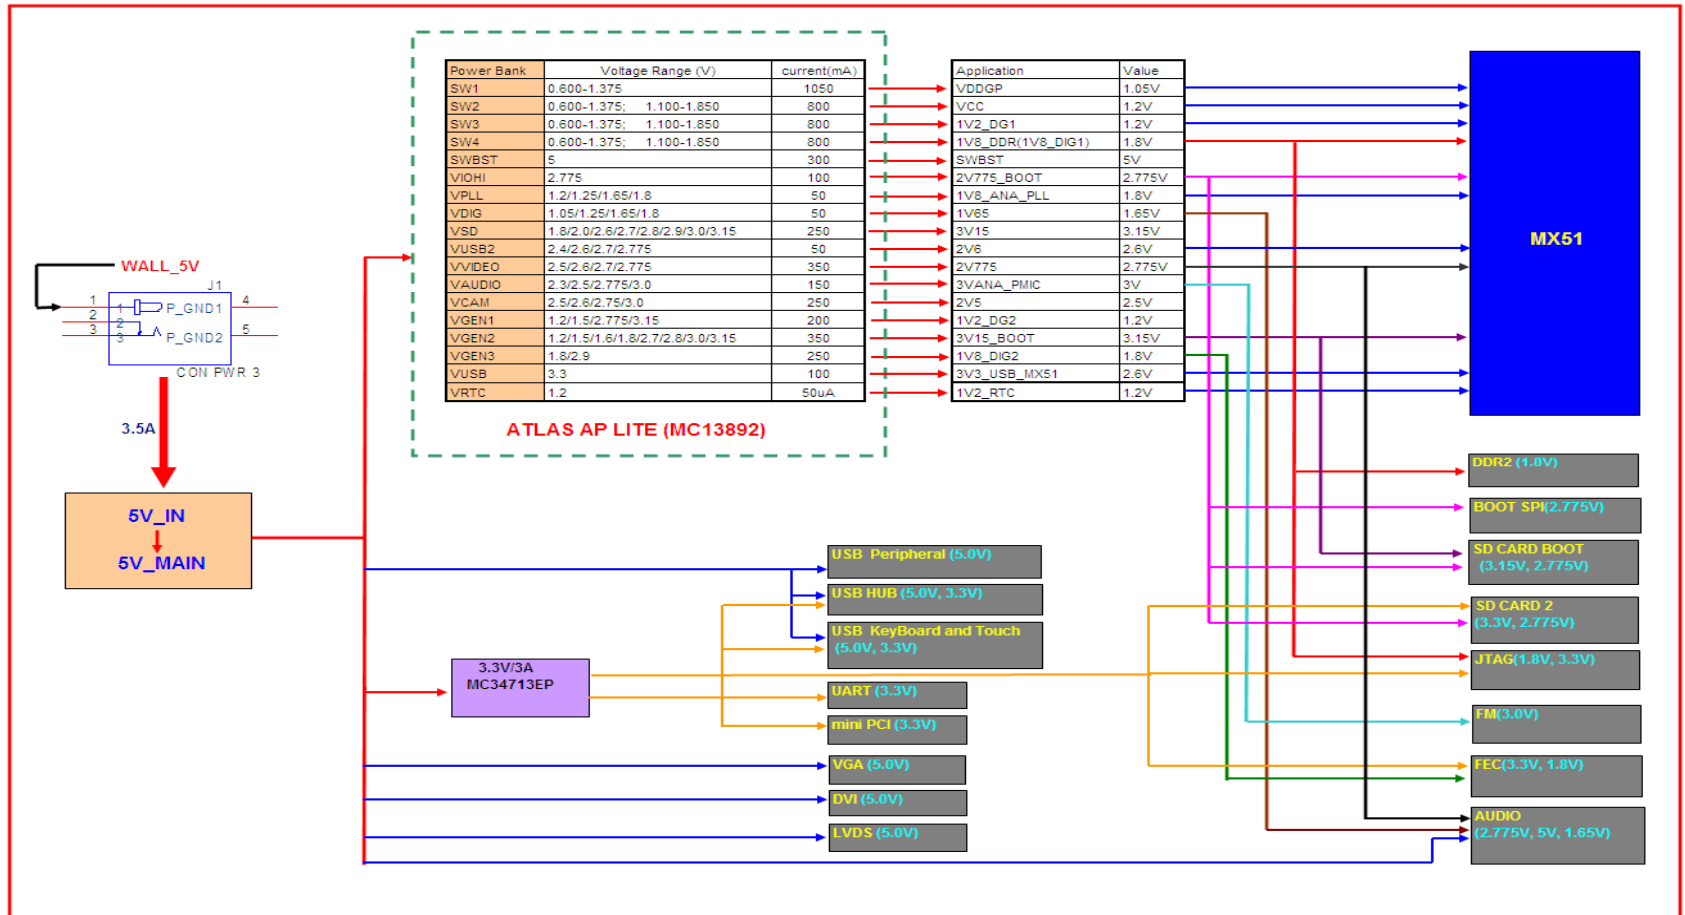 Power Bank Voltage Range (V) current(mA)
SW1 0.600-1.375 1050
SW2 0.600-1.375; 1.100-1.850 800
SW3 0.600-1.375; 1.100-1.850 800
SW4 0.600-1.375; 1.100-1.850 800
SWBST 5 300
VIOHI 2.775 100
VPLL 1.2/1.25/1.65/1.8 50
VDIG 1.05/1.25/1.65/1.8 50
VSD 1.8/2.0/2.6/2.7/2.8/2.9/3.0/3.15 250
VUSB2 2.4/2.6/2.7/2.775 50
VVIDEO 2.5/2.6/2.7/2.775 350
VAUDIO 2.3/2.5/2.775/3.0 150
VCAM 2.5/2.6/2.75/3.0 250
VGEN1 1.2/1.5/2.775/3.15 200
VGEN2 1.2/1.5/1.6/1.8/2.7/2.8/3.0/3.15 350
VGEN3 1.8/2.9 250
VUSB 3.3 100
VRTC 1.2 50uA
ATLAS AP LITE (MC13892)
Application Value
VDDGP 1.05V
VCC 1.2V
1V2_DG1 1.2V
1V8_DDR(1V8_DIG1) 1.8V
SWBST 5V
2V775_BOOT 2.775V
1V8_ANA_PLL 1.8V
1V65 1.65V
3V15 3.15V
2V6 2.6V
2V775 2.775V
3VANA_PMIC 3V
2V5 2.5V
1V2_DG2 1.2V
3V15_BOOT 3.15V
1V8_DIG2 1.8V
3V3_USB_MX51 2.6V
1V2_RTC 1.2V
MX51
WALL_5V
J1
1 1 P_GND1 4
2 2
3 3 P_GND2 5
CON PWR 3
3.5A
5V_IN
5V_MAIN
3.3V/3A
MC34713EP
USB Peripheral (5.0V)
USB HUB (5.0V, 3.3V)
USB KeyBoard and Touch
(5.0V, 3.3V)
UART (3.3V)
mini PCI (3.3V)
VGA (5.0V)
DVI (5.0V)
LVDS (5.0V)
DDR2 (1.8V)
BOOT SPI(2.775V)
SD CARD BOOT
(3.15V, 2.775V)
SD CARD 2
(3.3V, 2.775V)
JTAG(1.8V, 3.3V)
FM(3.0V)
FEC(3.3V, 1.8V)
AUDIO
(2.775V, 5V, 1.65V)